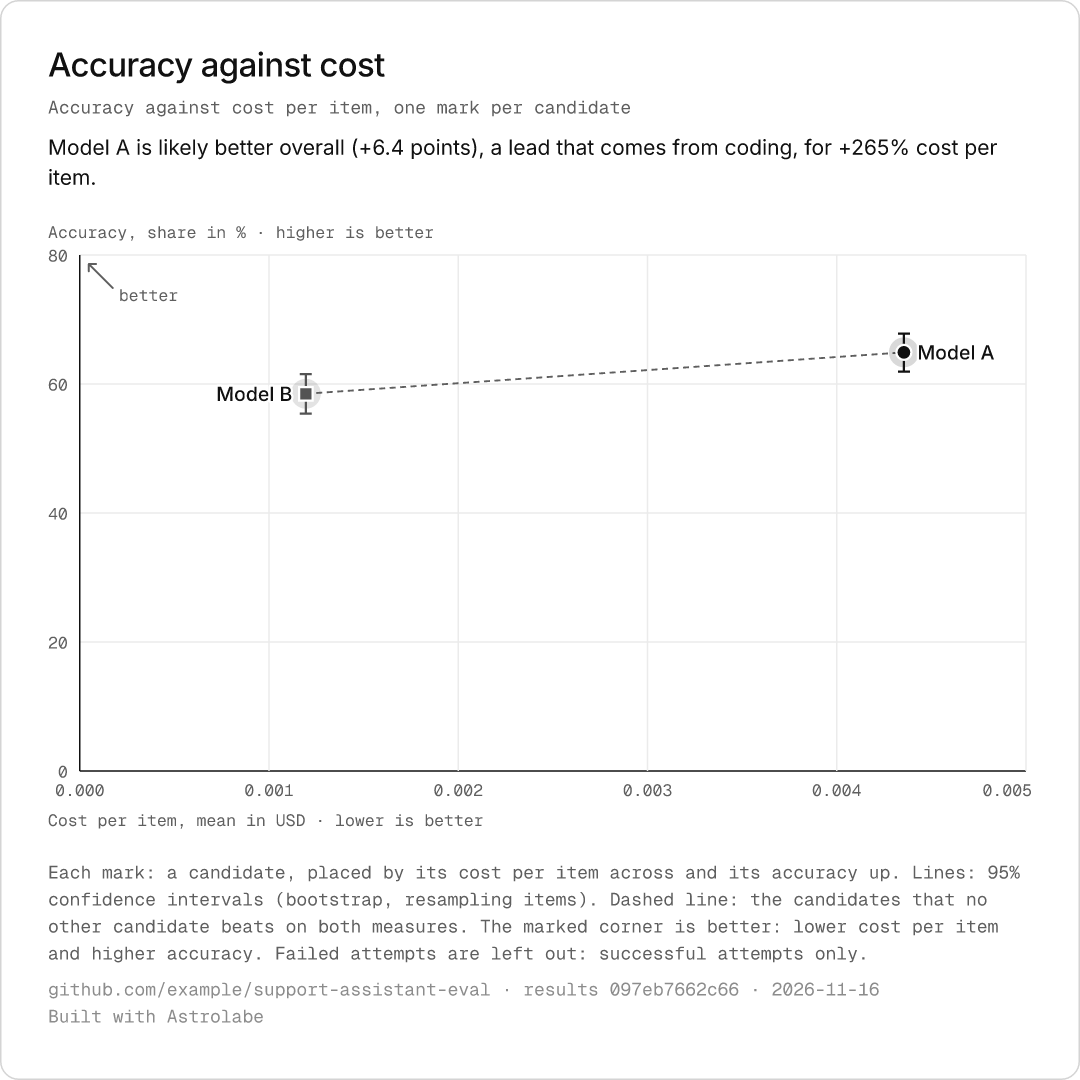 Accuracy against cost
Accuracy against cost per item, one mark per candidate
Model A is likely better overall (+6.4 points), a lead that comes from coding, for +265% cost per
item.
Accuracy, share in % · higher is better
80
better
60
40
20
0
Model B
Model A
0.000
0.001
0.002
0.003
0.004
0.005
Cost per item, mean in USD · lower is better
Each mark: a candidate, placed by its cost per item across and its accuracy up. Lines: 95%
confidence intervals (bootstrap, resampling items). Dashed line: the candidates that no
other candidate beats on both measures. The marked corner is better: lower cost per item
and higher accuracy. Failed attempts are left out: successful attempts only.
github.com/example/support-assistant-eval · results 097eb7662c66 · 2026-11-16
Built with Astrolabe